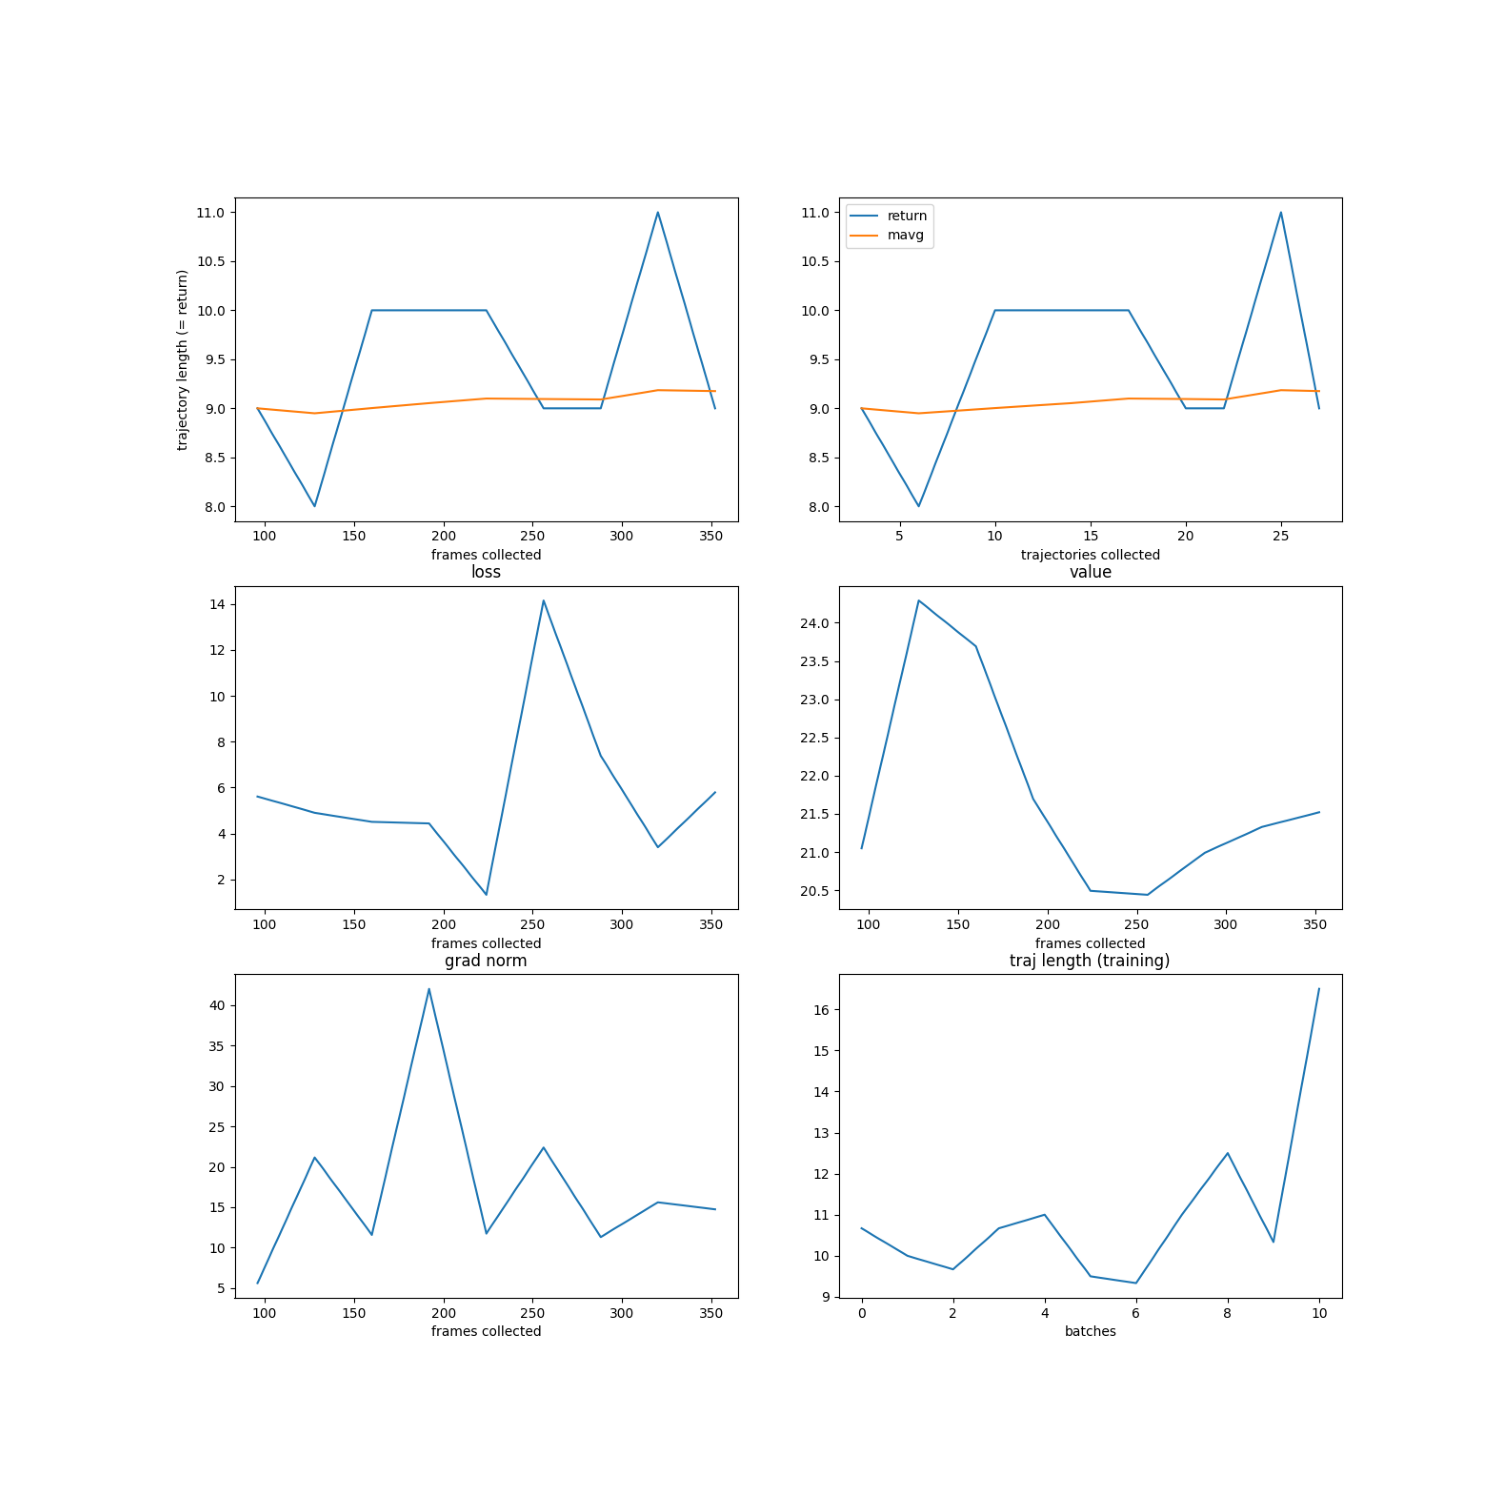 trajectory length (= return)
11.0
10.5
10.0
9.5
9.0
8.5
8.0
100 150 200 250 300 350
frames collected
return
mavg
11.0
10.5
10.0
9.5
9.0
8.5
8.0
5 10 15 20 25
trajectories collected
loss
14
12
10
8
6
4
2
100 150 200 250 300 350
frames collected
value
24.0
23.5
23.0
22.5
22.0
21.5
21.0
20.5
100 150 200 250 300 350
frames collected
grad norm
40
35
30
25
20
15
10
5
100 150 200 250 300 350
frames collected
traj length (training)
16
15
14
13
12
11
10
9
0 2 4 6 8 10
batches